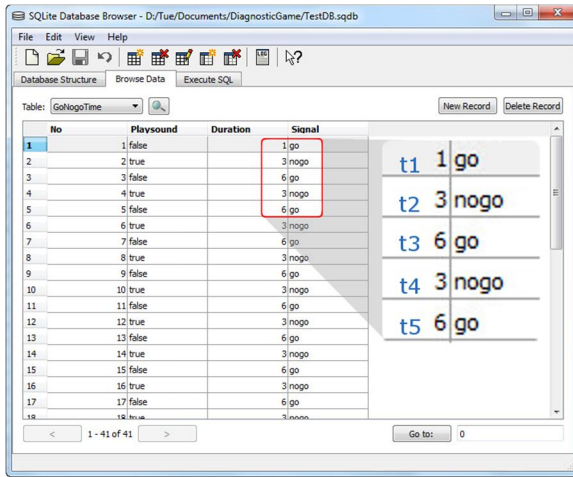 SQLite Database Browser - D:/Tue/Documents/DiagnosticGame/TestDB.sqdb
File Edit View Help
LOG
Database Structure Browse Data Execute SQL
Table: GoNogoTime New Record Delete Record
No Playsound Duration Signal
1 1 false 1 go
2 2 true 3 nogo
3 3 false 6 go
4 4 true 3 nogo
5 5 false 6 go
6 6 true 3 nogo
7 7 false 6 go
8 8 true 3 nogo
9 9 false 6 go
10 10 true 3 nogo
11 11 false 6 go
12 12 true 3 nogo
13 13 false 6 go
14 14 true 3 nogo
15 15 false 6 go
16 16 true 3 nogo
17 17 false 6 go
18 18 true 3 nogo
t1 1 go
t2 3 nogo
t3 6 go
t4 3 nogo
t5 6 go
< 1 - 41 of 41 > Go to: 0